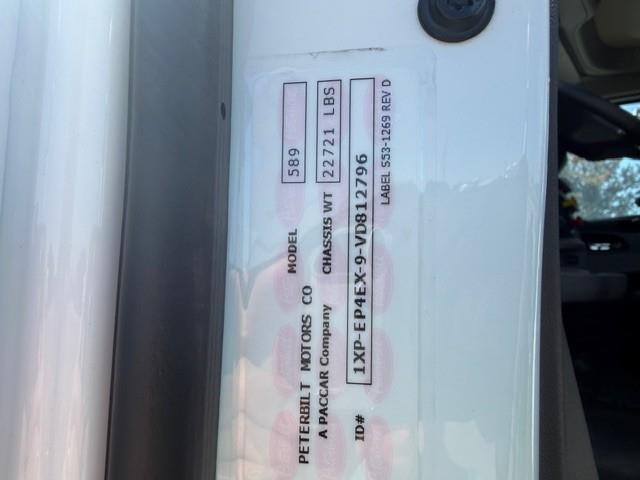 PETERBILT MOTORS CO MODEL 589
A PACCAR Company CHASSIS WT 22721 LBS
ID# 1XP-EP4EX-9-VD812796
LABEL S53-1269 REV D